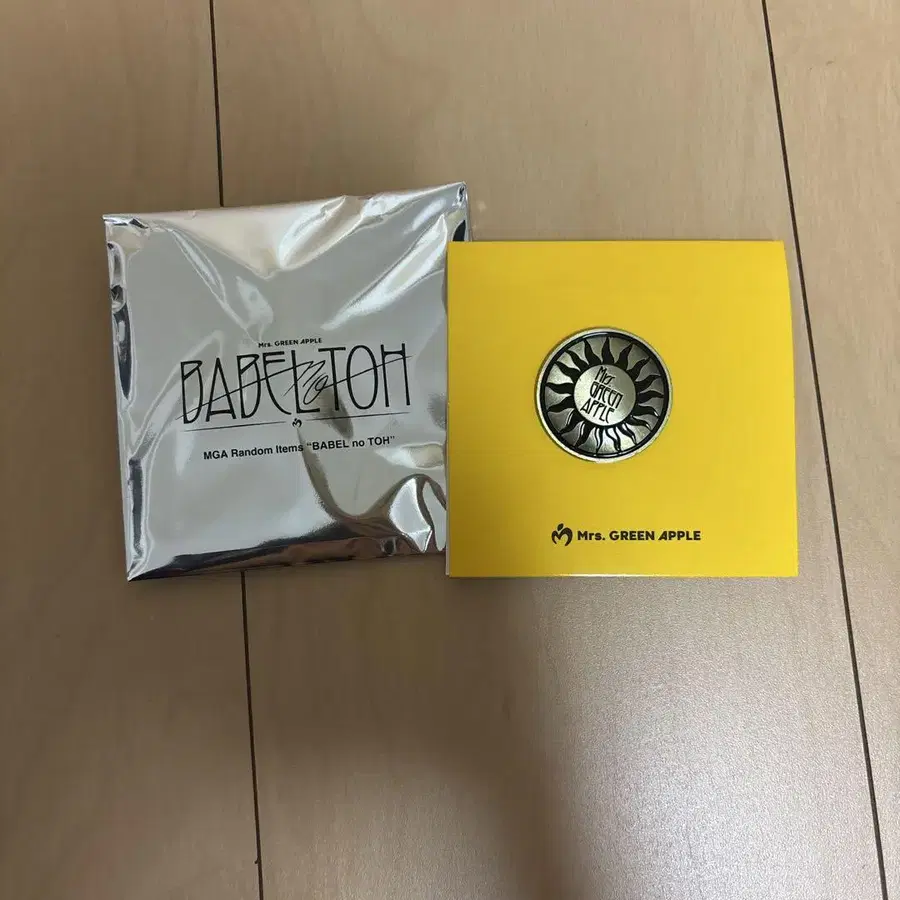 Mrs. GREEN APPLE
BABEL no TOH
MGA Random Items “BABEL no TOH”
Mrs.
GREEN
APPLE
Mrs. GREEN APPLE